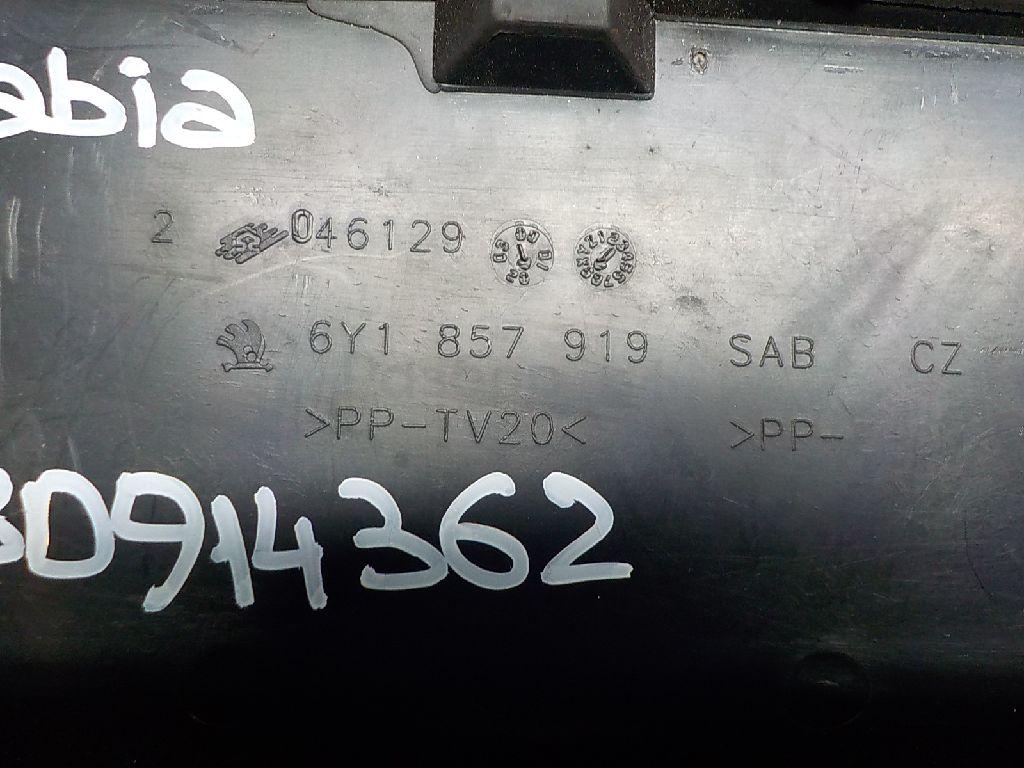 abia
2 046129
6Y1 857 919 SAB CZ
>PP-TV20< >PP-
30914362